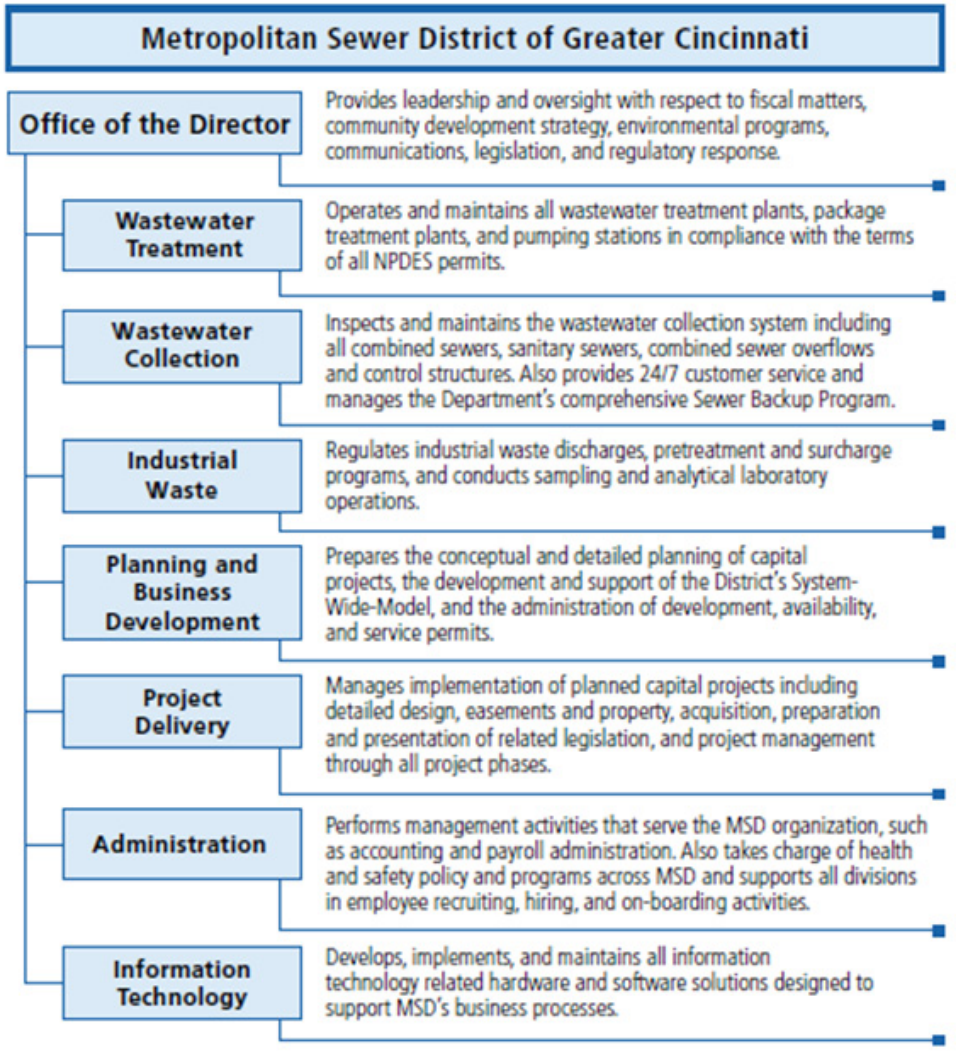 Metropolitan Sewer District of Greater Cincinnati
Office of the Director
Provides leadership and oversight with respect to fiscal matters,
community development strategy, environmental programs,
communications, legislation, and regulatory response.
Wastewater
Treatment
Operates and maintains all wastewater treatment plants, package
treatment plants, and pumping stations in compliance with the terms
of all NPDES permits.
Wastewater
Collection
Inspects and maintains the wastewater collection system including
all combined sewers, sanitary sewers, combined sewer overflows
and control structures. Also provides 24/7 customer service and
manages the Department's comprehensive Sewer Backup Program.
Industrial
Waste
Regulates industrial waste discharges, pretreatment and surcharge
programs, and conducts sampling and analytical laboratory
operations.
Planning and
Business
Development
Prepares the conceptual and detailed planning of capital
projects, the development and support of the District's System-
Wide-Model, and the administration of development, availability,
and service permits.
Project
Delivery
Manages implementation of planned capital projects including
detailed design, easements and property, acquisition, preparation
and presentation of related legislation, and project management
through all project phases.
Administration
Performs management activities that serve the MSD organization, such
as accounting and payroll administration. Also takes charge of health
and safety policy and programs across MSD and supports all divisions
in employee recruiting, hiring, and on-boarding activities.
Information
Technology
Develops, implements, and maintains all information
technology related hardware and software solutions designed to
support MSD's business processes.